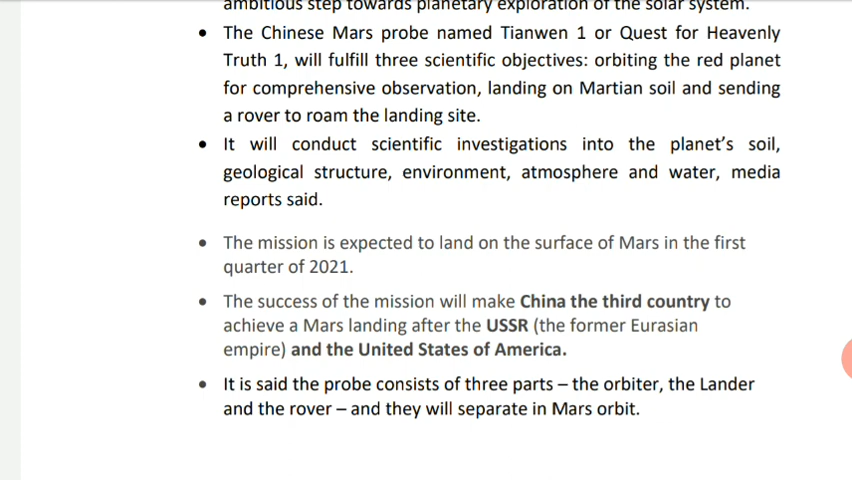 ambitious step towards planetary exploration of the solar system.
• The Chinese Mars probe named Tianwen 1 or Quest for Heavenly
Truth 1, will fulfill three scientific objectives: orbiting the red planet
for comprehensive observation, landing on Martian soil and sending
a rover to roam the landing site.
• It will conduct scientific investigations into the planet's soil,
geological structure, environment, atmosphere and water, media
reports said.
• The mission is expected to land on the surface of Mars in the first
quarter of 2021.
• The success of the mission will make China the third country to
achieve a Mars landing after the USSR (the former Eurasian
empire) and the United States of America.
• It is said the probe consists of three parts – the orbiter, the Lander
and the rover – and they will separate in Mars orbit.